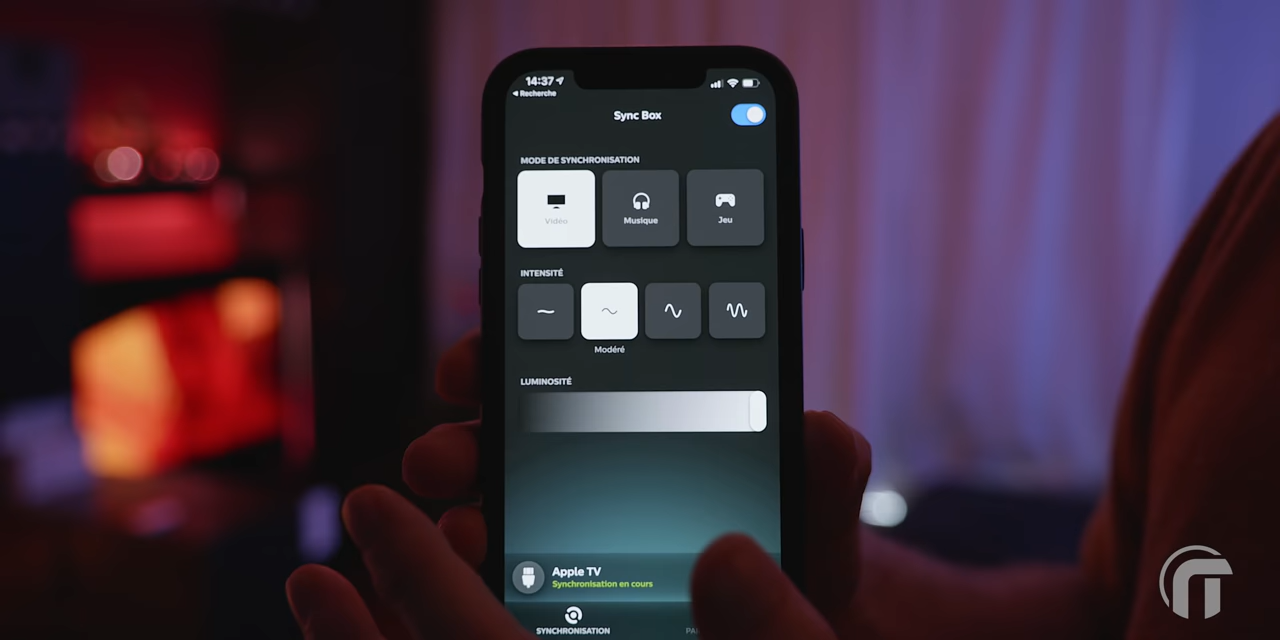 14:37
Recherche
Sync Box
MODE DE SYNCHRONISATION
Vidéo
Musique
Jeu
INTENSITÉ
Modéré
LUMINOSITÉ
Apple TV
Synchronisation en cours
SYNCHRONISATION